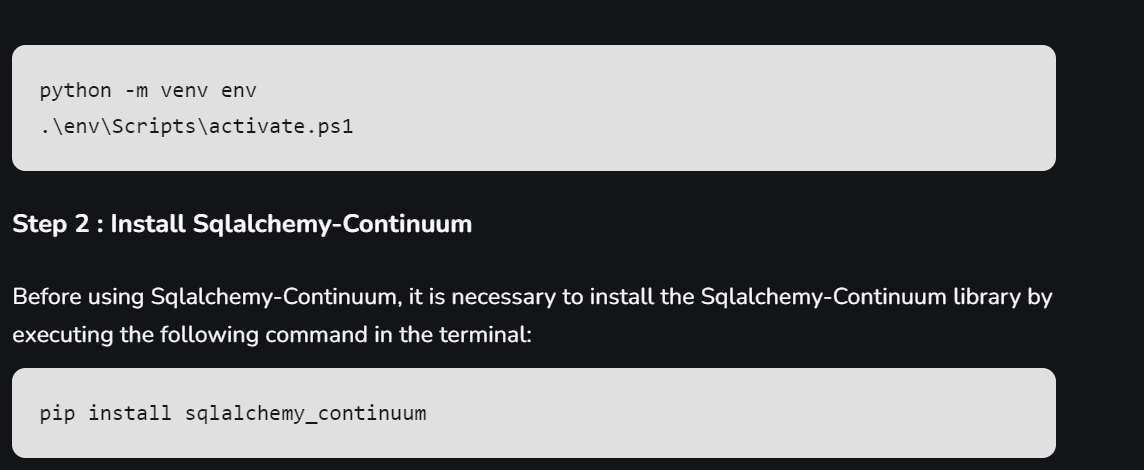 python -m venv env
.\env\Scripts\activate.ps1
Step 2 : Install Sqlalchemy-Continuum
Before using Sqlalchemy-Continuum, it is necessary to install the Sqlalchemy-Continuum library by
executing the following command in the terminal:
pip install sqlalchemy_continuum